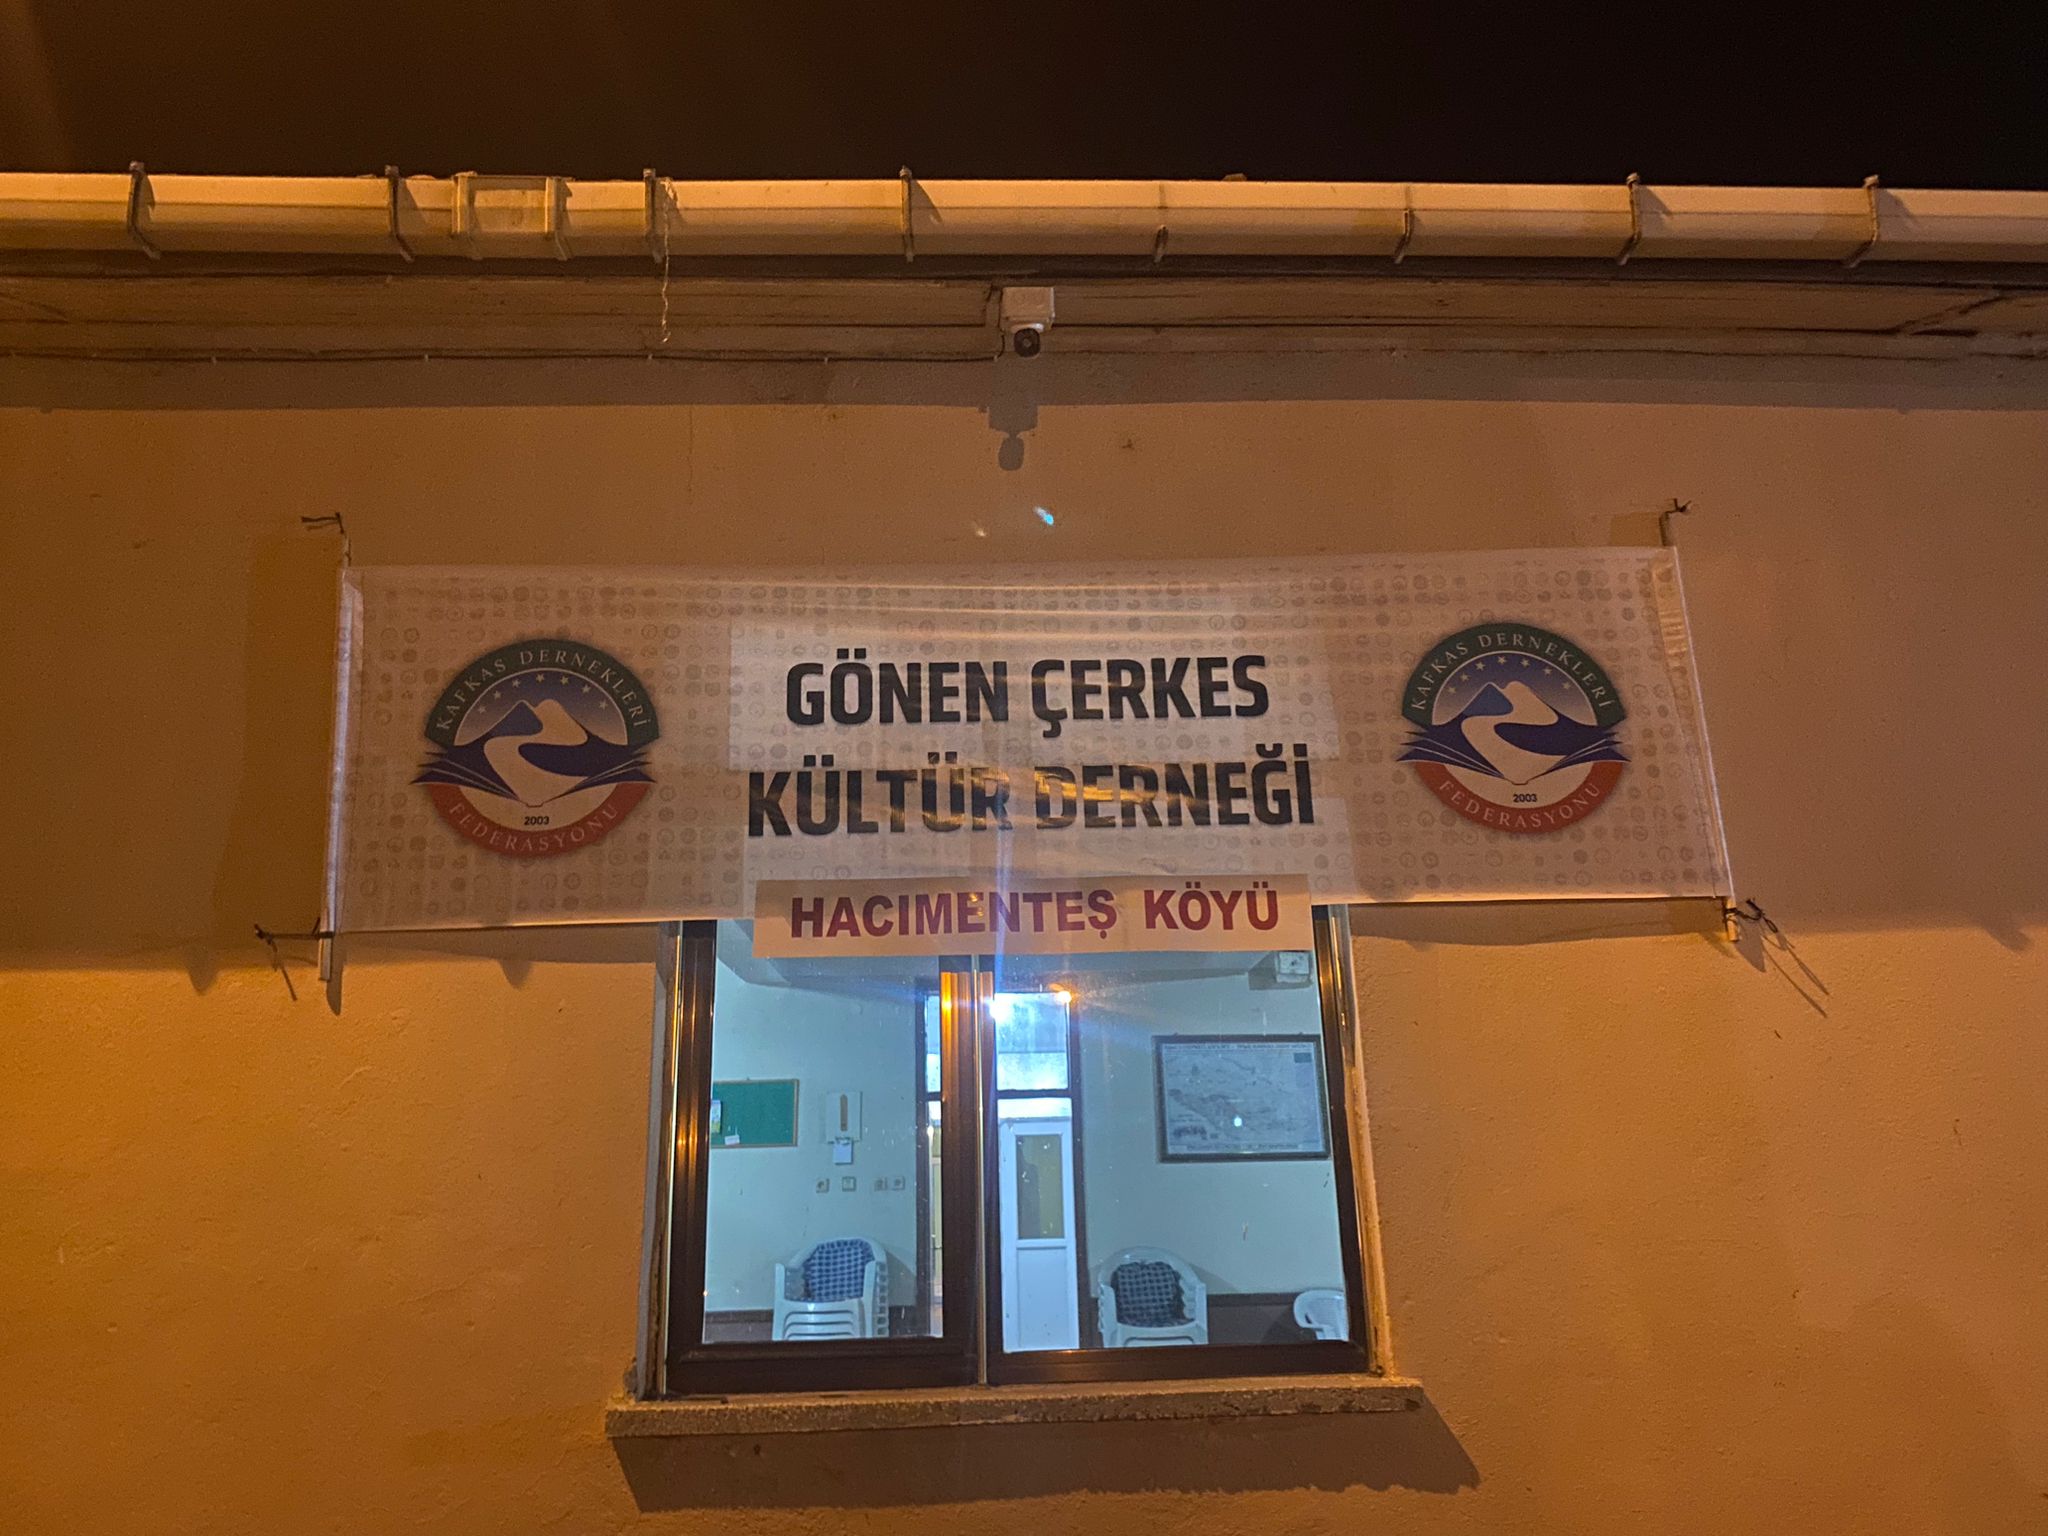 KAFKAS DERNEKLERİ
2003
FEDERASYONU
GÖNEN ÇERKES
KÜLTÜR DERNEĞİ
HACIMENTEŞ KÖYÜ
KAFKAS DERNEKLERİ
2003
FEDERASYONU